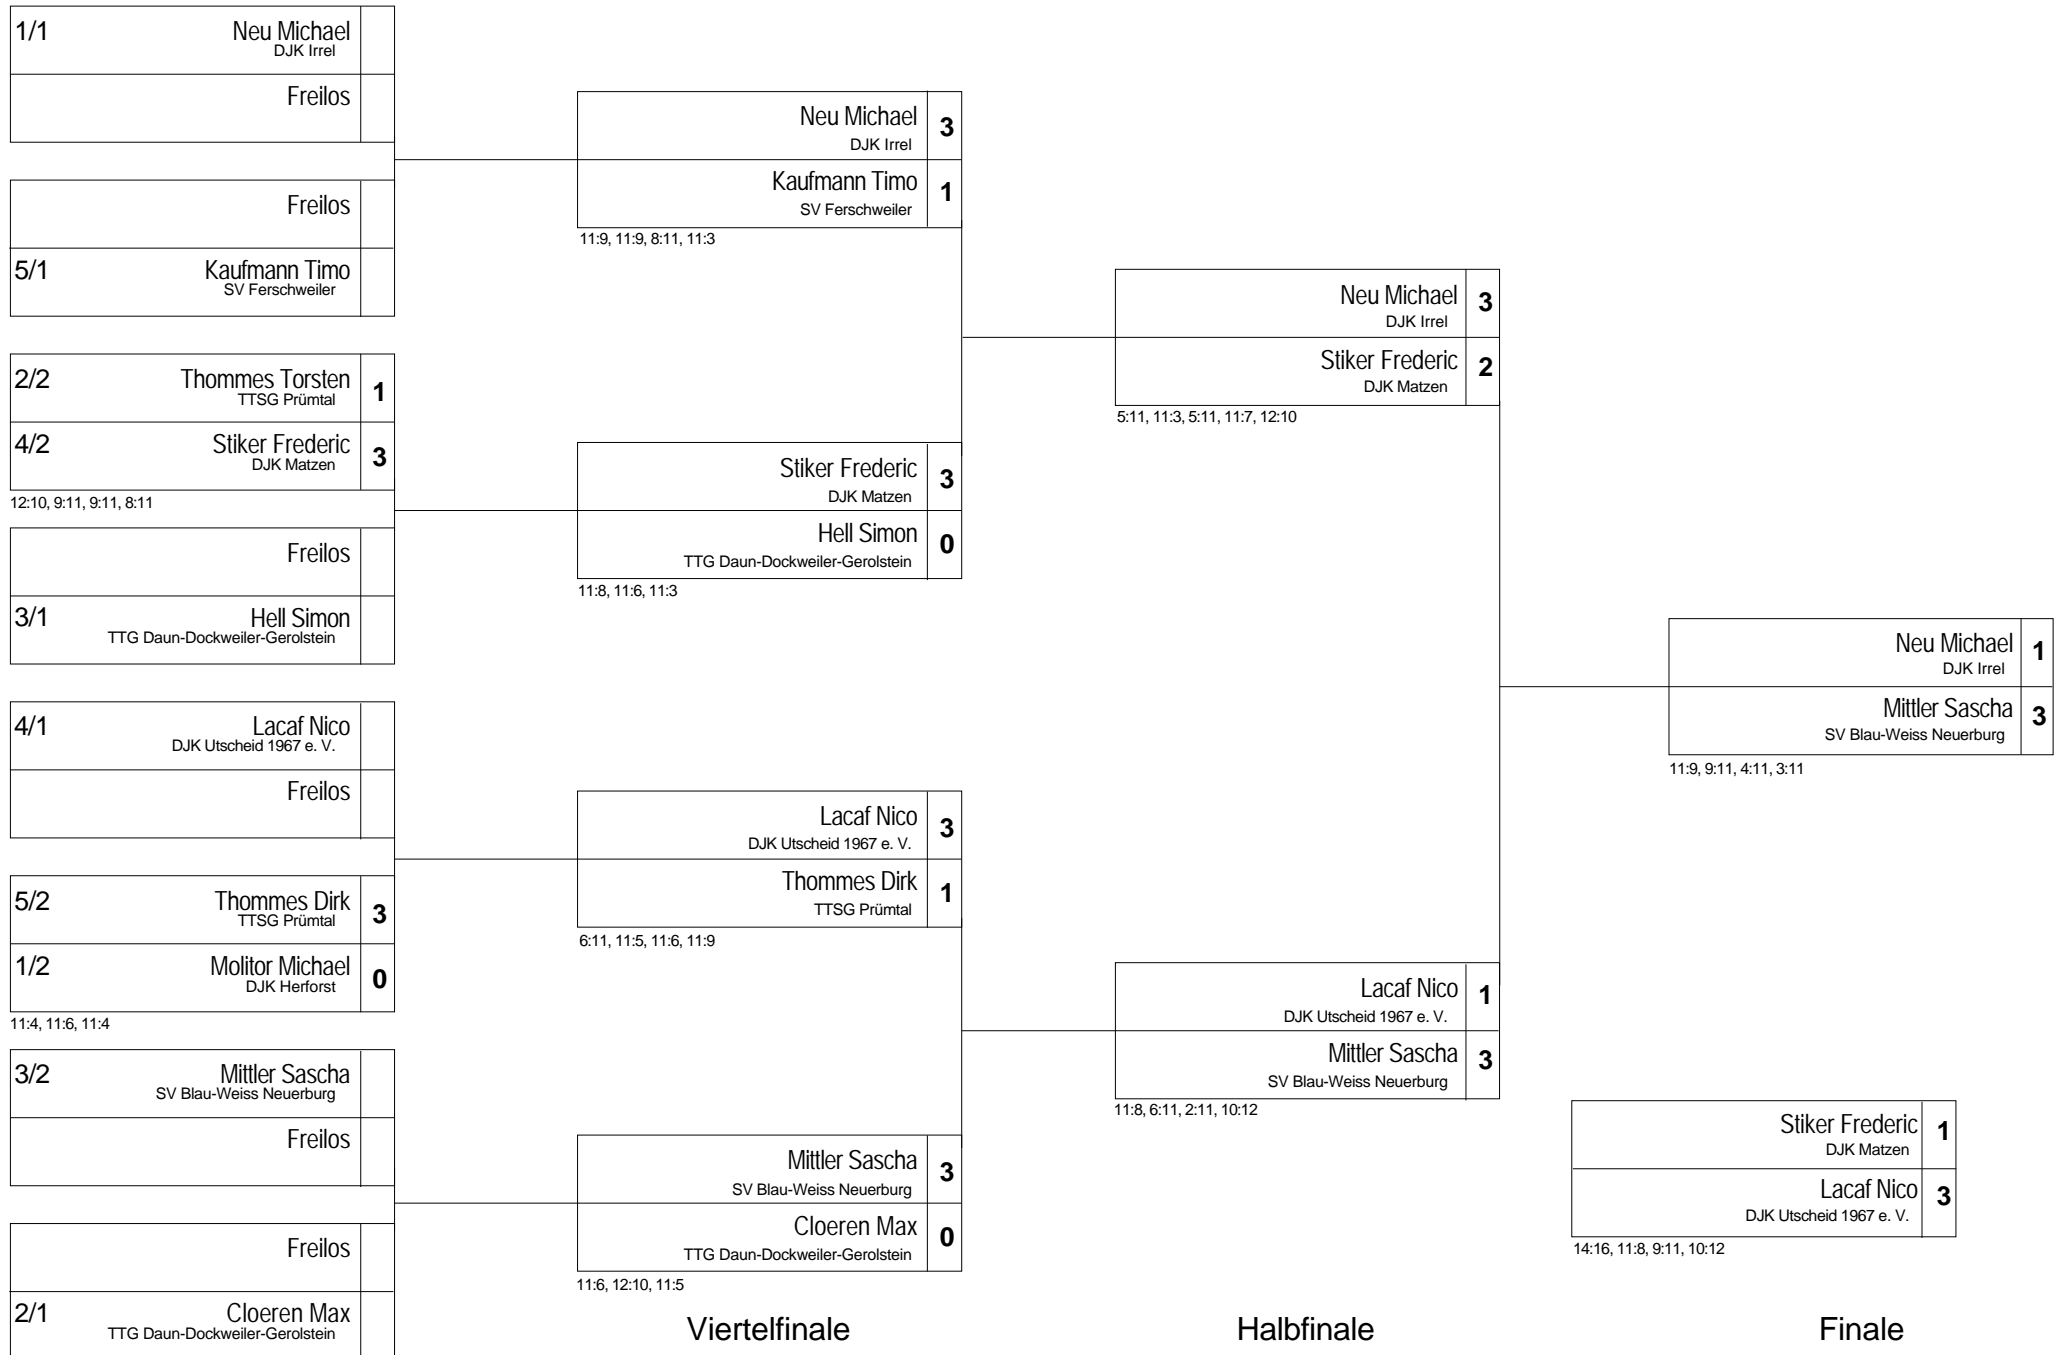 1/1 Neu Michael
DJK Irrel
Freilos
Freilos
5/1 Kaufmann Timo
SV Ferschweiler
2/2 Thommes Torsten 1
TTSG Prümtal
4/2 Stiker Frederic 3
DJK Matzen
12:10, 9:11, 9:11, 8:11
Freilos
3/1 Hell Simon
TTG Daun-Dockweiler-Gerolstein
4/1 Lacaf Nico
DJK Utscheid 1967 e. V.
Freilos
5/2 Thommes Dirk 3
TTSG Prümtal
1/2 Molitor Michael 0
DJK Herforst
11:4, 11:6, 11:4
3/2 Mittler Sascha
SV Blau-Weiss Neuerburg
Freilos
Freilos
2/1 Cloeren Max
TTG Daun-Dockweiler-Gerolstein
Neu Michael 3
DJK Irrel
Kaufmann Timo 1
SV Ferschweiler
11:9, 11:9, 8:11, 11:3
Stiker Frederic 3
DJK Matzen
Hell Simon 0
TTG Daun-Dockweiler-Gerolstein
11:8, 11:6, 11:3
Lacaf Nico 3
DJK Utscheid 1967 e. V.
Thommes Dirk 1
TTSG Prümtal
6:11, 11:5, 11:6, 11:9
Mittler Sascha 3
SV Blau-Weiss Neuerburg
Cloeren Max 0
TTG Daun-Dockweiler-Gerolstein
11:6, 12:10, 11:5
Viertelfinale
Neu Michael 3
DJK Irrel
Stiker Frederic 2
DJK Matzen
5:11, 11:3, 5:11, 11:7, 12:10
Lacaf Nico 1
DJK Utscheid 1967 e. V.
Mittler Sascha 3
SV Blau-Weiss Neuerburg
11:8, 6:11, 2:11, 10:12
Halbfinale
Neu Michael 1
DJK Irrel
Mittler Sascha 3
SV Blau-Weiss Neuerburg
11:9, 9:11, 4:11, 3:11
Stiker Frederic 1
DJK Matzen
Lacaf Nico 3
DJK Utscheid 1967 e. V.
14:16, 11:8, 9:11, 10:12
Finale